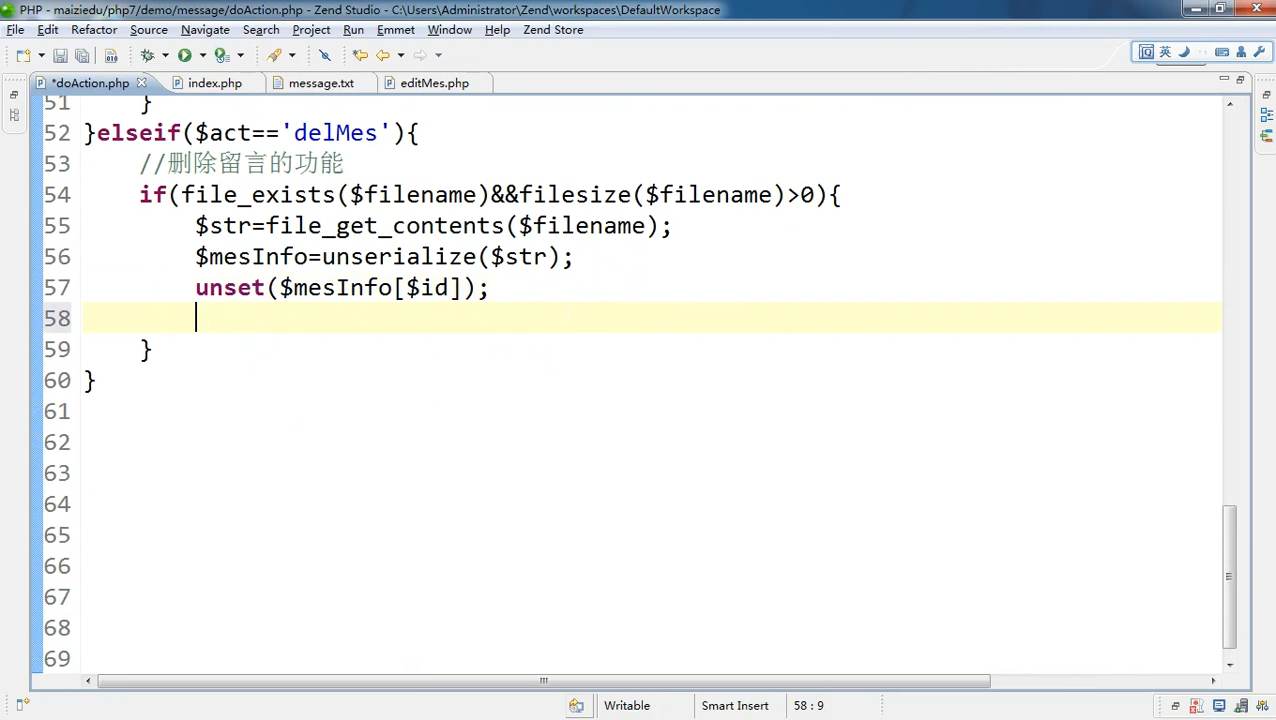 PHP - maiziedu/php7/demo/message/doAction.php - Zend Studio - C:\Users\Administrator\Zend\workspaces\DefaultWorkspace
File Edit Refactor Source Navigate Search Project Run Emmet Window Help Zend Store
英
*doAction.php index.php message.txt editMes.php
51 }
52 }elseif($act=='delMes'){
53 //删除留言的功能
54 if(file_exists($filename)&&filesize($filename)>0){
55 $str=file_get_contents($filename);
56 $mesInfo=unserialize($str);
57 unset($mesInfo[$id]);
58
59 }
60 }
61
62
63
64
65
66
67
68
69
Writable Smart Insert 58 : 9